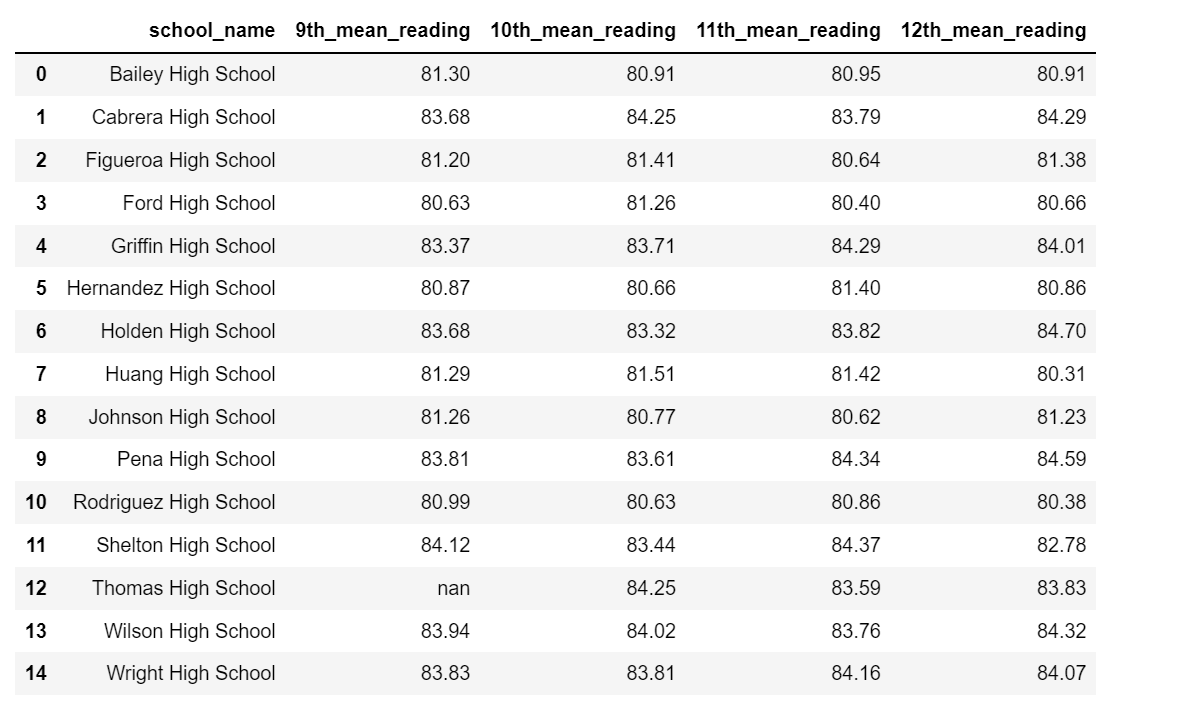 school_name 9th_mean_reading 10th_mean_reading 11th_mean_reading 12th_mean_reading
0 Bailey High School 81.30 80.91 80.95 80.91
1 Cabrera High School 83.68 84.25 83.79 84.29
2 Figueroa High School 81.20 81.41 80.64 81.38
3 Ford High School 80.63 81.26 80.40 80.66
4 Griffin High School 83.37 83.71 84.29 84.01
5 Hernandez High School 80.87 80.66 81.40 80.86
6 Holden High School 83.68 83.32 83.82 84.70
7 Huang High School 81.29 81.51 81.42 80.31
8 Johnson High School 81.26 80.77 80.62 81.23
9 Pena High School 83.81 83.61 84.34 84.59
10 Rodriguez High School 80.99 80.63 80.86 80.38
11 Shelton High School 84.12 83.44 84.37 82.78
12 Thomas High School nan 84.25 83.59 83.83
13 Wilson High School 83.94 84.02 83.76 84.32
14 Wright High School 83.83 83.81 84.16 84.07